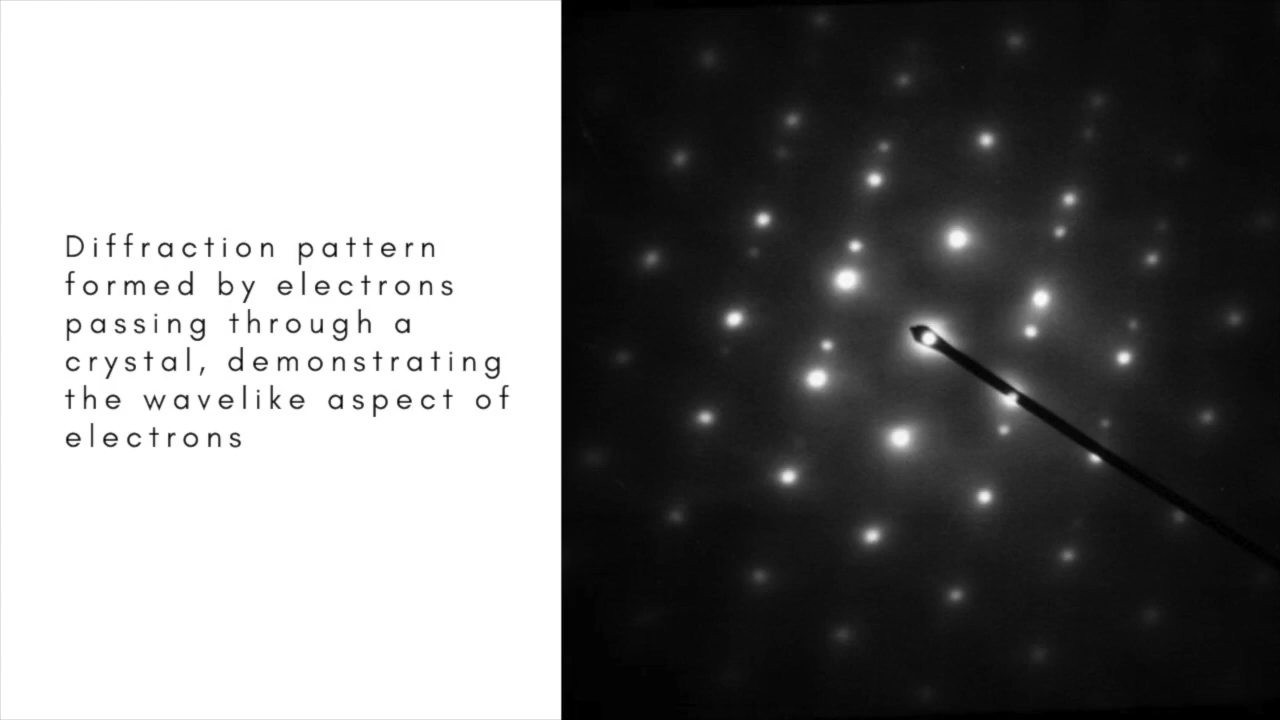 Diffraction pattern
formed by electrons
passing through a
crystal, demonstrating
the wavelike aspect of
electrons